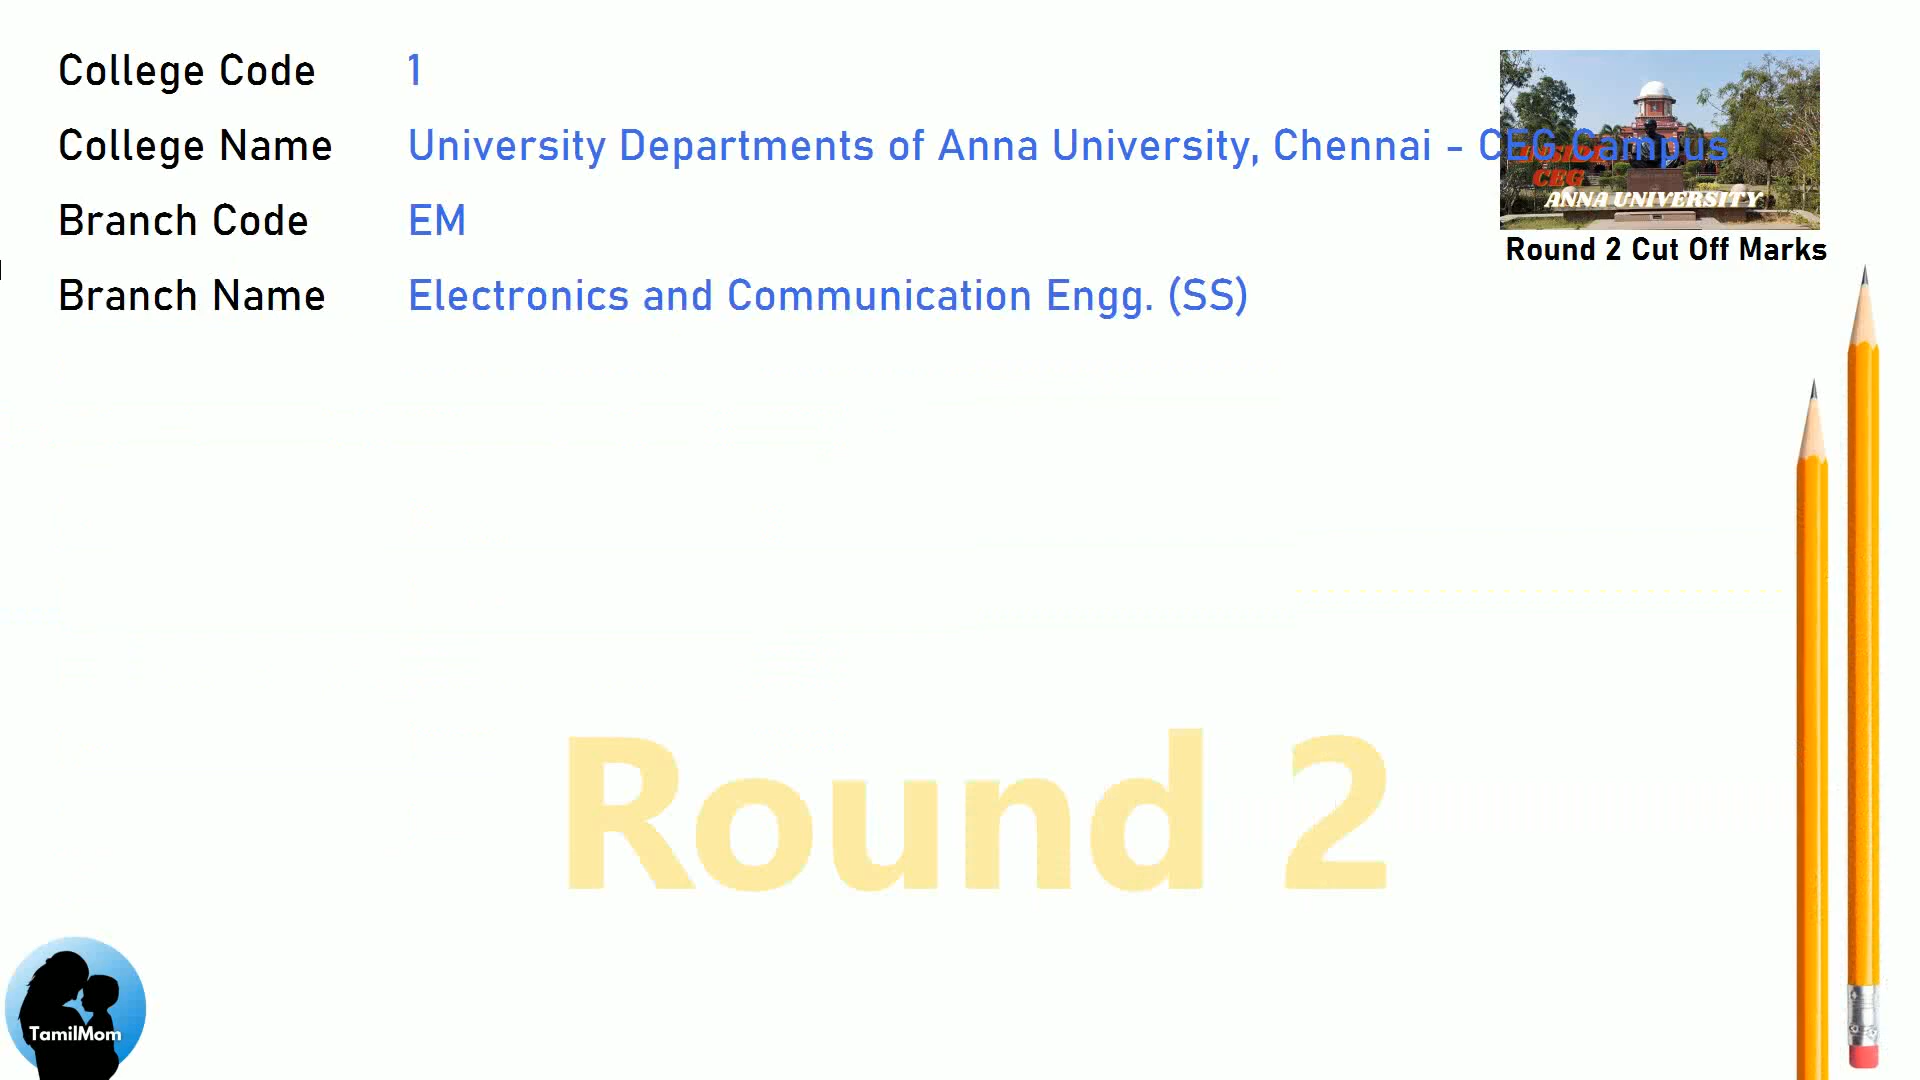 College Code 1
College Name University Departments of Anna University, Chennai - CEG Campus
Branch Code EM
Branch Name Electronics and Communication Engg. (SS)
CEG
ANNA UNIVERSITY
Round 2 Cut Off Marks
Round 2
TamilMom